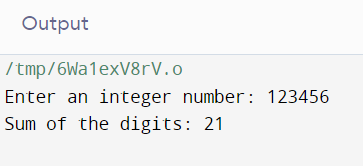 Output
/tmp/6Wa1exV8rV.o
Enter an integer number: 123456
Sum of the digits: 21